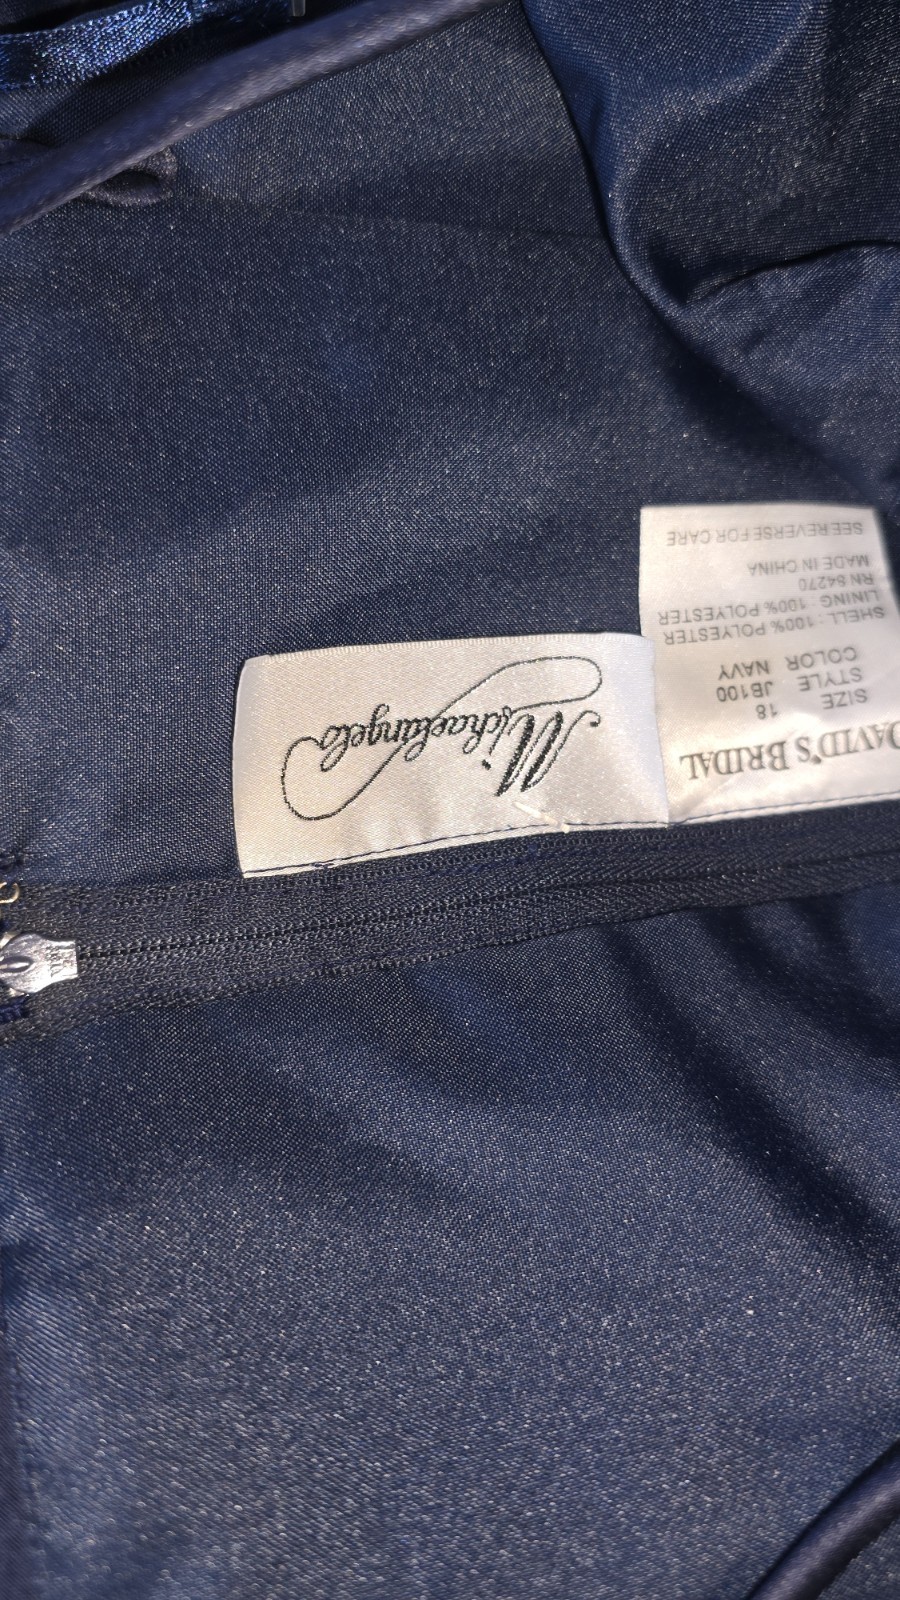 Michaelangelo
DAVID'S BRIDAL
SIZE 18
STYLE JB100
COLOR NAVY
SHELL : 100% POLYESTER
LINING : 100% POLYESTER
RN 84270
MADE IN CHINA
SEE REVERSE FOR CARE